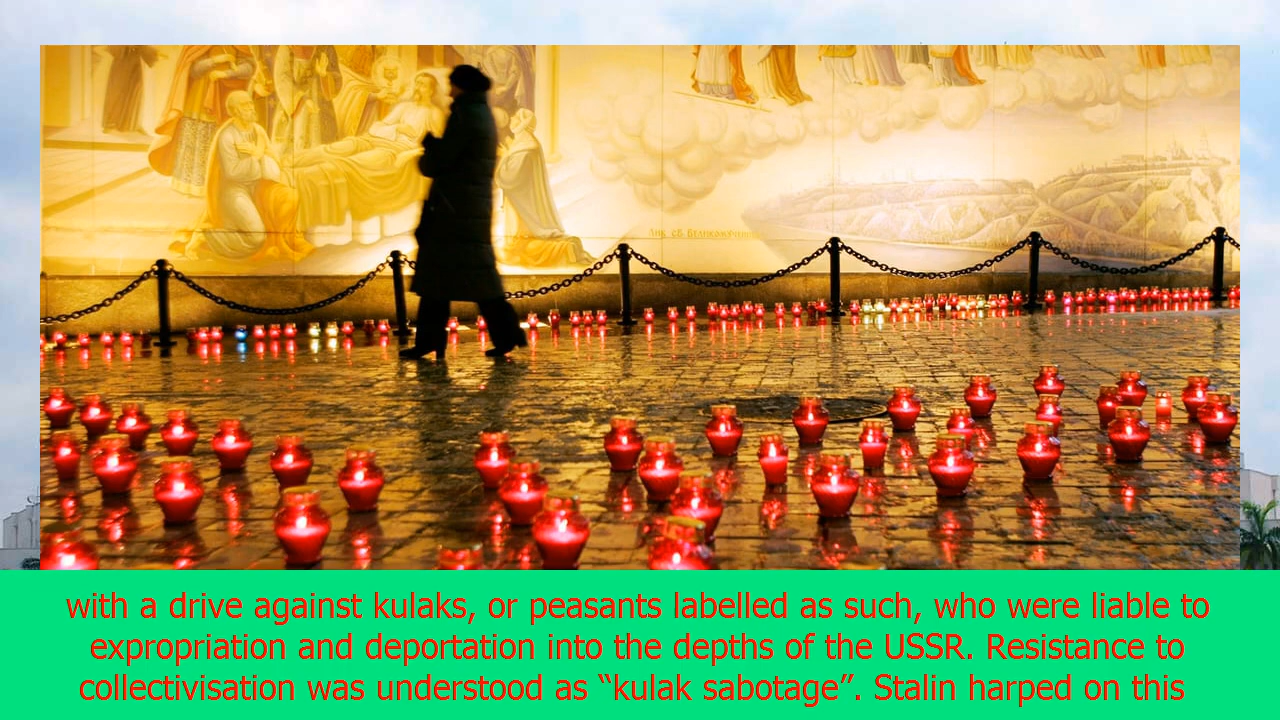 with a drive against kulaks, or peasants labelled as such, who were liable to
expropriation and deportation into the depths of the USSR. Resistance to
collectivisation was understood as “kulak sabotage”. Stalin harped on this